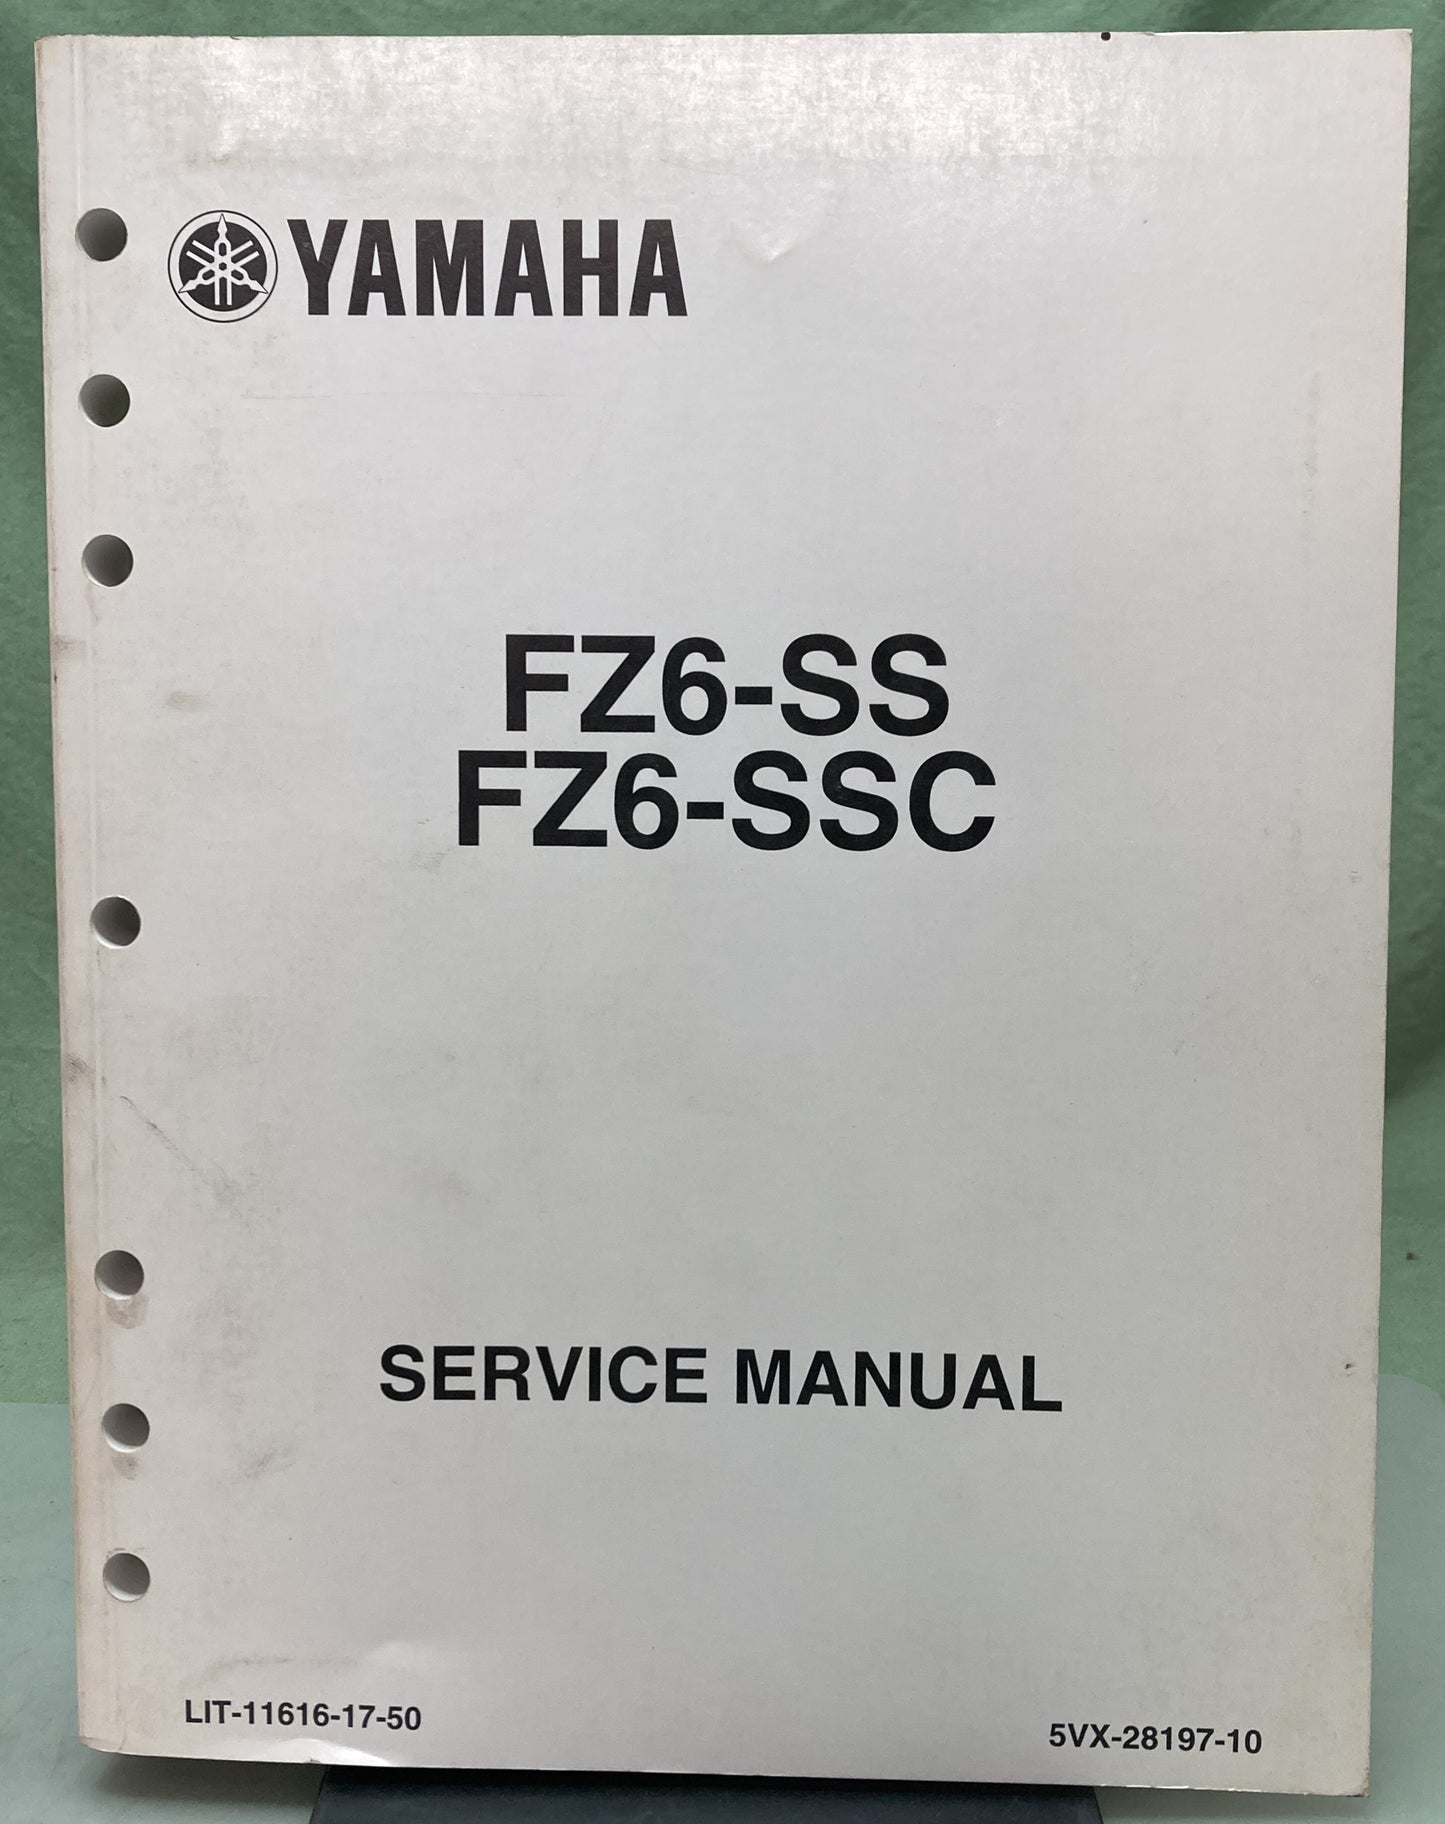 YAMAHA
FZ6-SS
FZ6-SSC
SERVICE MANUAL
LIT-11616-17-50
5VX-28197-10